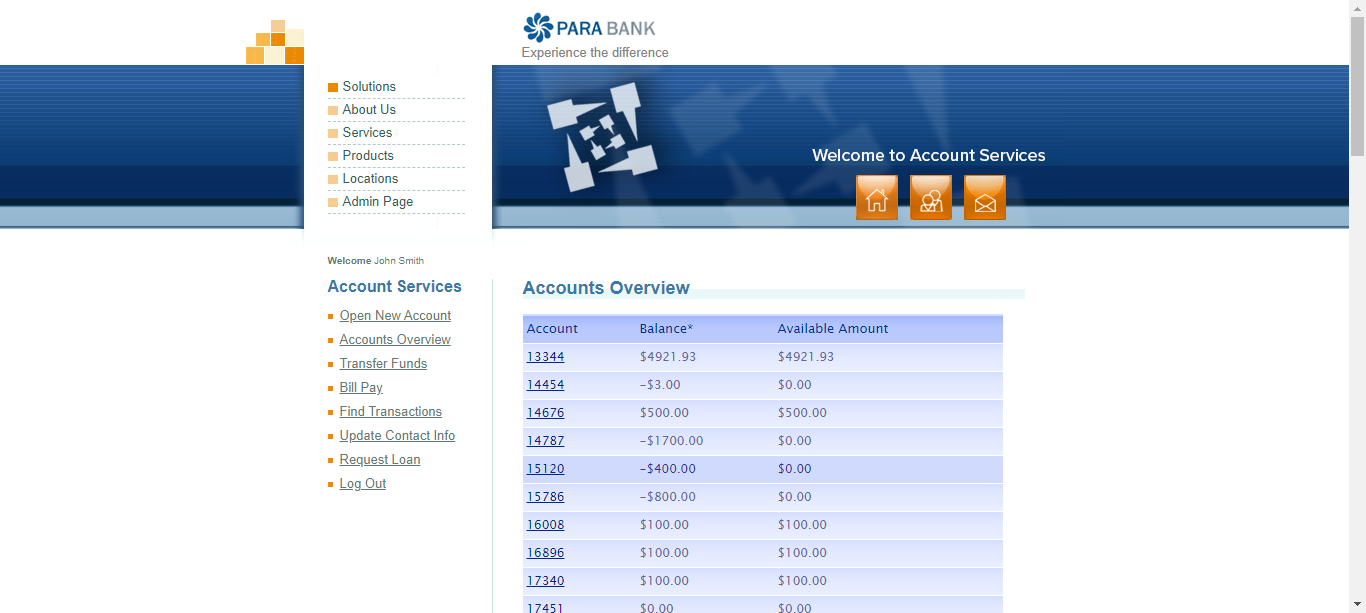 PARA BANK
Experience the difference
Solutions
About Us
Services
Products
Locations
Admin Page
Welcome to Account Services
Welcome John Smith
Account Services
Open New Account
Accounts Overview
Transfer Funds
Bill Pay
Find Transactions
Update Contact Info
Request Loan
Log Out
Accounts Overview
Account Balance* Available Amount
13344 $4921.93 $4921.93
14454 -$3.00 $0.00
14676 $500.00 $500.00
14787 -$1700.00 $0.00
15120 -$400.00 $0.00
15786 -$800.00 $0.00
16008 $100.00 $100.00
16896 $100.00 $100.00
17340 $100.00 $100.00
17451 $0.00 $0.00